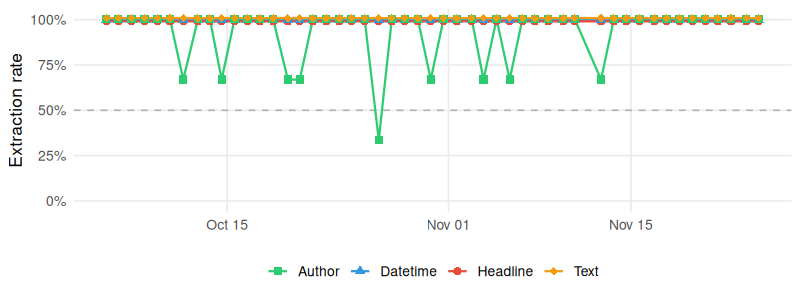 Extraction rate
100%
75%
50%
25%
0%
Oct 15 Nov 01 Nov 15
Author Datetime Headline Text